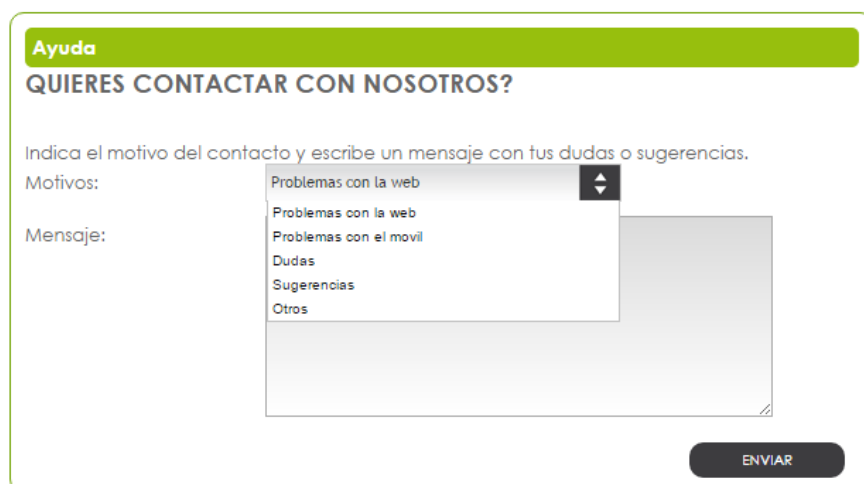 Ayuda
QUIERES CONTACTAR CON NOSOTROS?
Indica el motivo del contacto y escribe un mensaje con tus dudas o sugerencias.
Motivos:
Problemas con la web
Problemas con la web
Problemas con el movil
Dudas
Sugerencias
Otros
Mensaje:
ENVIAR